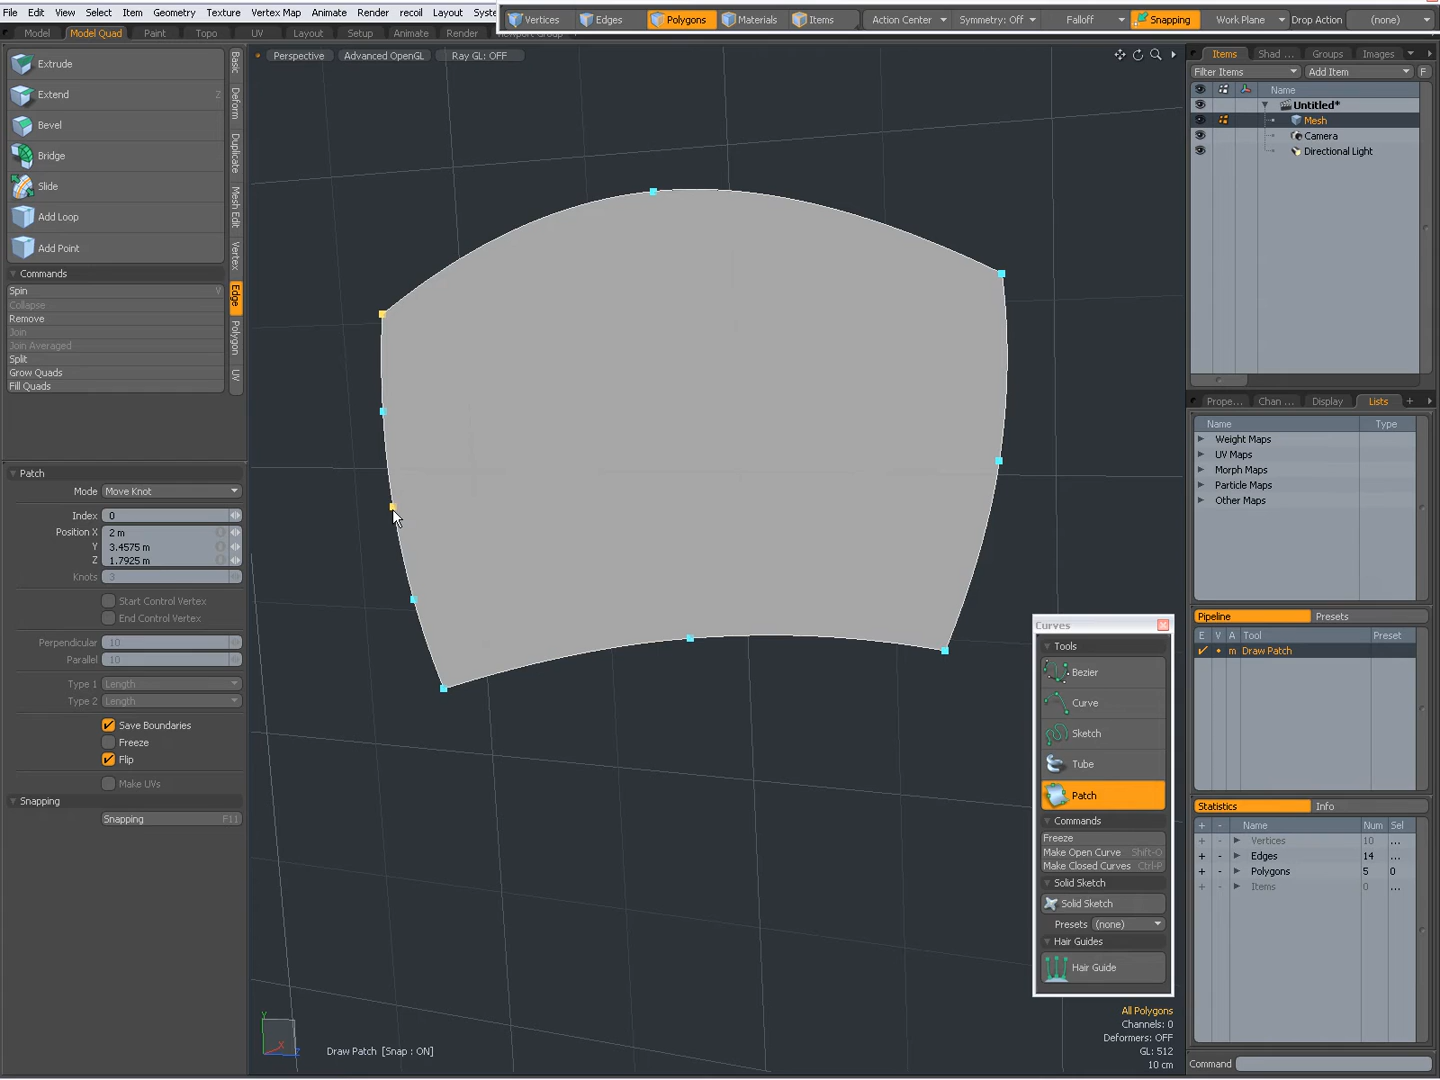 File Edit View Select Item Geometry Texture Vertex Map Animate Render recoil Layout Syste
Vertices Edges Polygons Materials Items Action Center Symmetry: Off Falloff Snapping Work Plane Drop Action (none)
Model Model Quad Paint Topo UV Layout Setup Animate Render Viewport Group
Extrude
Extend Z
Bevel
Bridge
Slide
Add Loop
Add Point
Commands
Spin V
Collapse
Remove
Join
Join Averaged
Split
Grow Quads
Fill Quads
Basic
Deform
Duplicate
Mesh Edit
Vertex
Edge
Polygon
UV
Patch
Mode Move Knot
Index 0
Position X 2 m
Y 3.4575 m
Z 1.7925 m
Knots 3
Start Control Vertex
End Control Vertex
Perpendicular 10
Parallel 10
Type 1 Length
Type 2 Length
Save Boundaries
Freeze
Flip
Make UVs
Snapping
Snapping F11
Perspective Advanced OpenGL Ray GL: OFF
Y
X
Z
Draw Patch [Snap : ON]
All Polygons
Channels: 0
Deformers: OFF
GL: 512
10 cm
Curves
Tools
Bezier
Curve
Sketch
Tube
Patch
Commands
Freeze
Make Open Curve Shift-O
Make Closed Curves Ctrl-P
Solid Sketch
Solid Sketch
Presets (none)
Hair Guides
Hair Guide
Items Shad ... Groups Images
Filter Items Add Item F
Name
Untitled*
Mesh
Camera
Directional Light
Prope... Chan ... Display Lists +
Name Type
Weight Maps
UV Maps
Morph Maps
Particle Maps
Other Maps
Pipeline Presets
E V A Tool Preset
m Draw Patch
Statistics Info
+ - Name Num Sel
+ - Vertices 10 ...
+ - Edges 14 ...
+ - Polygons 5 0
+ - Items 0 ...
Command